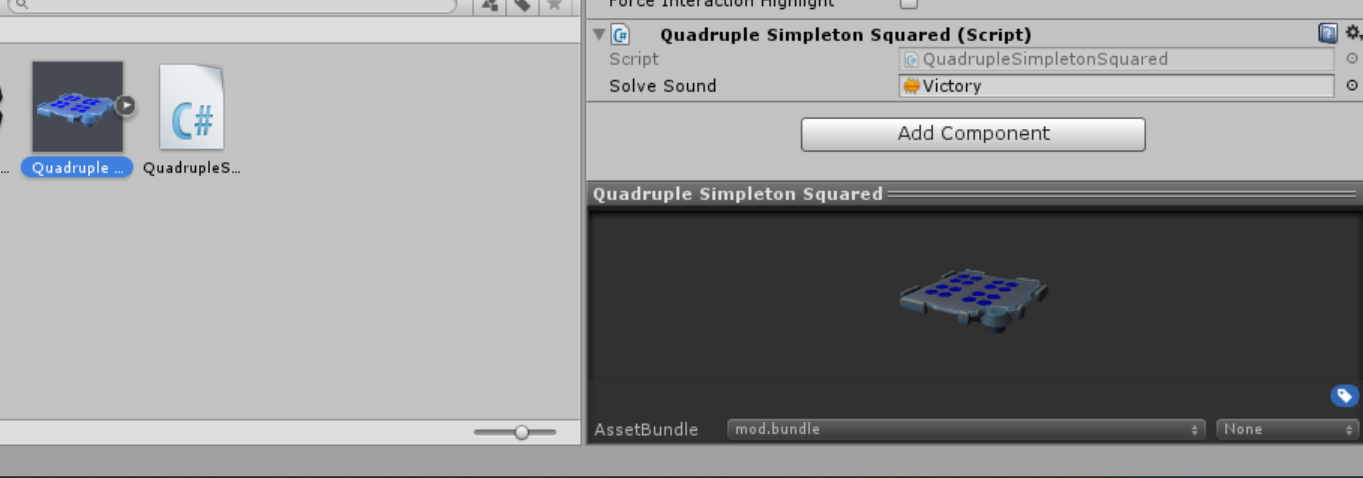 Force Interaction Highlight
Quadruple Simpleton Squared (Script)
Script
QuadrupleSimpletonSquared
Solve Sound
Victory
Add Component
C#
Quadruple ...
QuadrupleS...
Quadruple Simpleton Squared
AssetBundle
mod.bundle
None